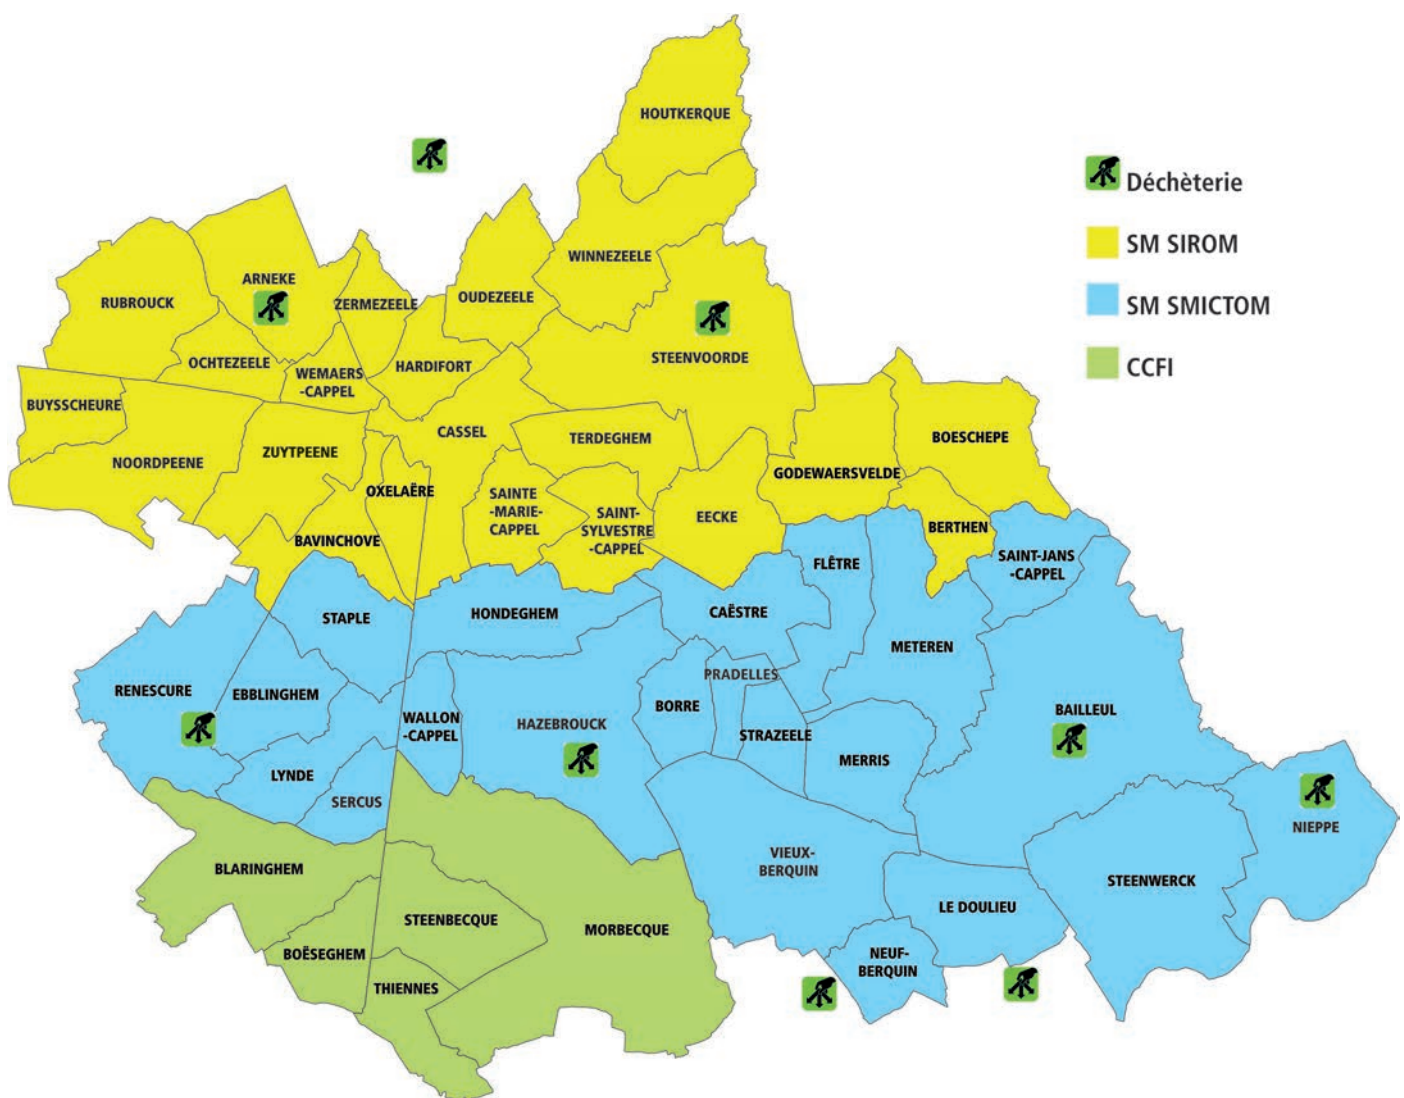 HOUTKERQUE
Déchèterie
SM SIROM
SM SMICTOM
CCFI
WINNEZEELE
ARNEKE
RUBROUCK
ZERMEZEELE
OUDEZEELE
STEENVOORDE
OCHTEZEELE
WEMAERS
-CAPPEL
HARDIFORT
BUYSSCHEURE
CASSEL
TERDEGHEM
BOESCHEPE
NOORDPEENE
ZUYTPEENE
OXELAËRE
GODEWAERSVELDE
SAINTE
-MARIE-
CAPPEL
SAINT-
SYLVESTRE
-CAPPEL
EECKE
BERTHEN
BAVINCHOVE
FLÊTRE
SAINT-JANS
-CAPPEL
STAPLE
HONDEGHEM
CAËSTRE
METEREN
RENESCURE
EBBLINGHEM
PRADELLES
WALLON
-CAPPEL
HAZEBROUCK
BORRE
STRAZEELE
BAILLEUL
MERRIS
LYNDE
SERCUS
NIEPPE
VIEUX-
BERQUIN
BLARINGHEM
STEENWERCK
STEENBECQUE
MORBECQUE
LE DOULIEU
BOËSEGHEM
NEUF-
BERQUIN
THIENNES